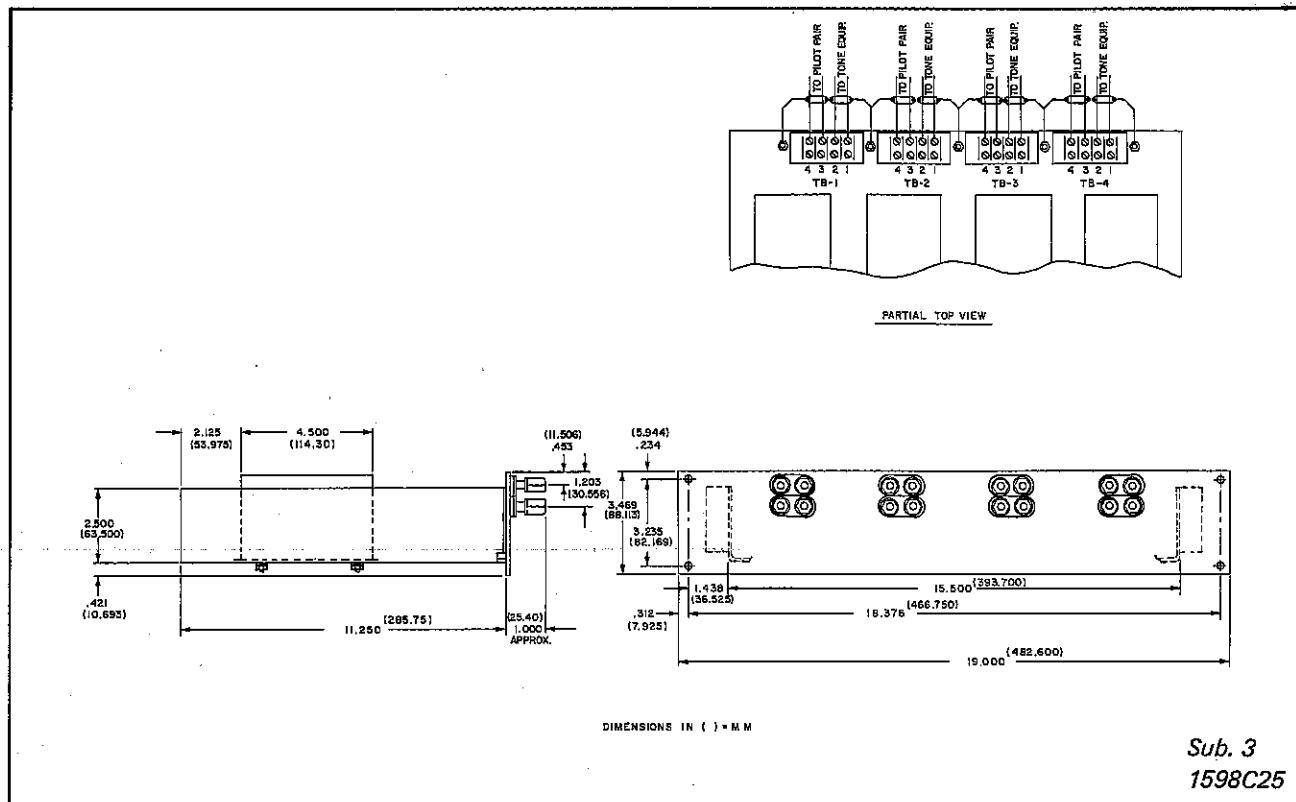 TO PILOT PAIR
TO TONE EQUIP.
TO PILOT PAIR
TO TONE EQUIP.
TO PILOT PAIR
TO TONE EQUIP.
TO PILOT PAIR
TO TONE EQUIP.
4 3 2 1
4 3 2 1
4 3 2 1
4 3 2 1
TB-1
TB-2
TB-3
TB-4
PARTIAL TOP VIEW
2.125
(53.975)
4.500
(114.30)
(11.506)
.453
1.203
(30.556)
2.500
(63.500)
.421
(10.693)
11.250 (285.75)
(25.40)
1.000
APPROX.
(5.944)
.234
3.469
(88.113)
3.235
(82.169)
1.438
(36.525)
15.500 (393.700)
18.376 (466.750)
.312
(7.925)
19.000 (482.600)
DIMENSIONS IN ( ) = MM
Sub. 3
1598C25